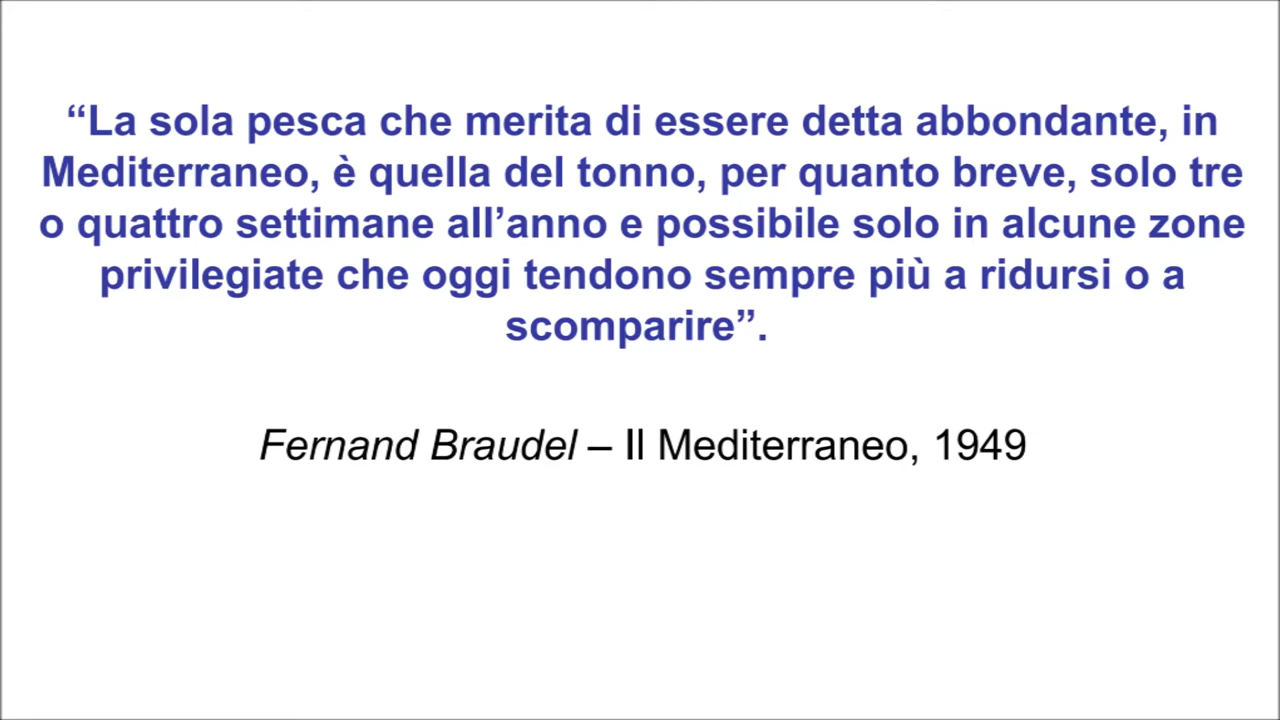 “La sola pesca che merita di essere detta abbondante, in
Mediterraneo, è quella del tonno, per quanto breve, solo tre
o quattro settimane all’anno e possibile solo in alcune zone
privilegiate che oggi tendono sempre più a ridursi o a
scomparire”.
Fernand Braudel – Il Mediterraneo, 1949